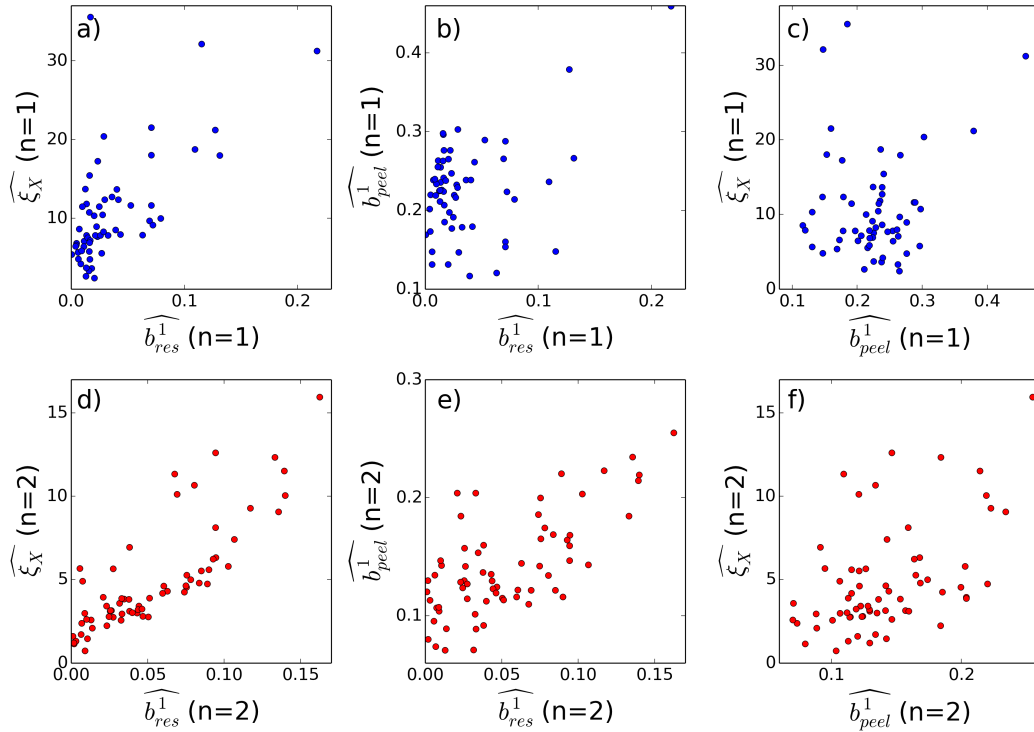 a)
30
20
10
0
0.0
0.1
0.2
ξ_X (n=1)
b^1_res (n=1)
b)
0.4
0.3
0.2
0.1
0.0
0.1
0.2
b^1_peel (n=1)
b^1_res (n=1)
c)
30
20
10
0
0.1
0.2
0.3
0.4
ξ_X (n=1)
b^1_peel (n=1)
d)
15
10
5
0
0.00
0.05
0.10
0.15
ξ_X (n=2)
b^1_res (n=2)
e)
0.3
0.2
0.1
0.00
0.05
0.10
0.15
b^1_peel (n=2)
b^1_res (n=2)
f)
15
10
5
0
0.1
0.2
ξ_X (n=2)
b^1_peel (n=2)